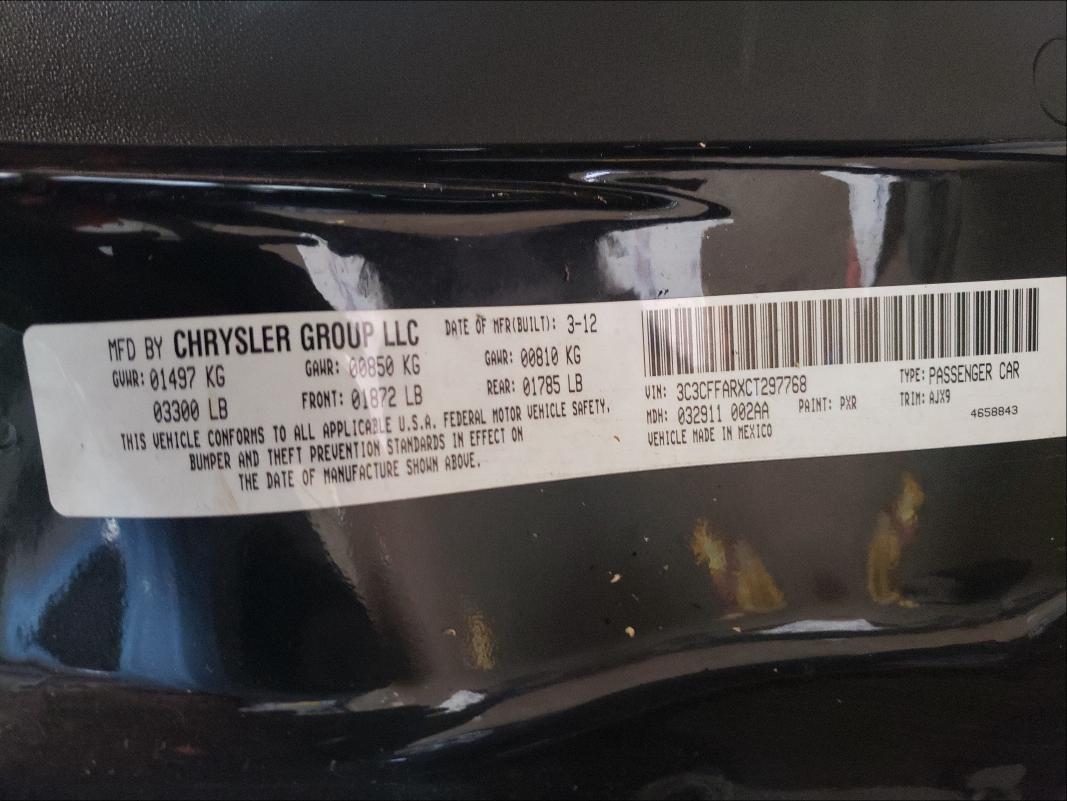 MFD BY CHRYSLER GROUP LLC DATE OF MFR(BUILT): 3-12
GVWR: 01497 KG GAWR: 00850 KG GAWR: 00810 KG
03300 LB FRONT: 01872 LB REAR: 01785 LB
THIS VEHICLE CONFORMS TO ALL APPLICABLE U.S.A. FEDERAL MOTOR VEHICLE SAFETY,
BUMPER AND THEFT PREVENTION STANDARDS IN EFFECT ON
THE DATE OF MANUFACTURE SHOWN ABOVE.
VIN: 3C3CFFARXCT297768 TYPE: PASSENGER CAR
MDH: 032911 002AA PAINT: PXR TRIM: AJX9
VEHICLE MADE IN MEXICO 4658843